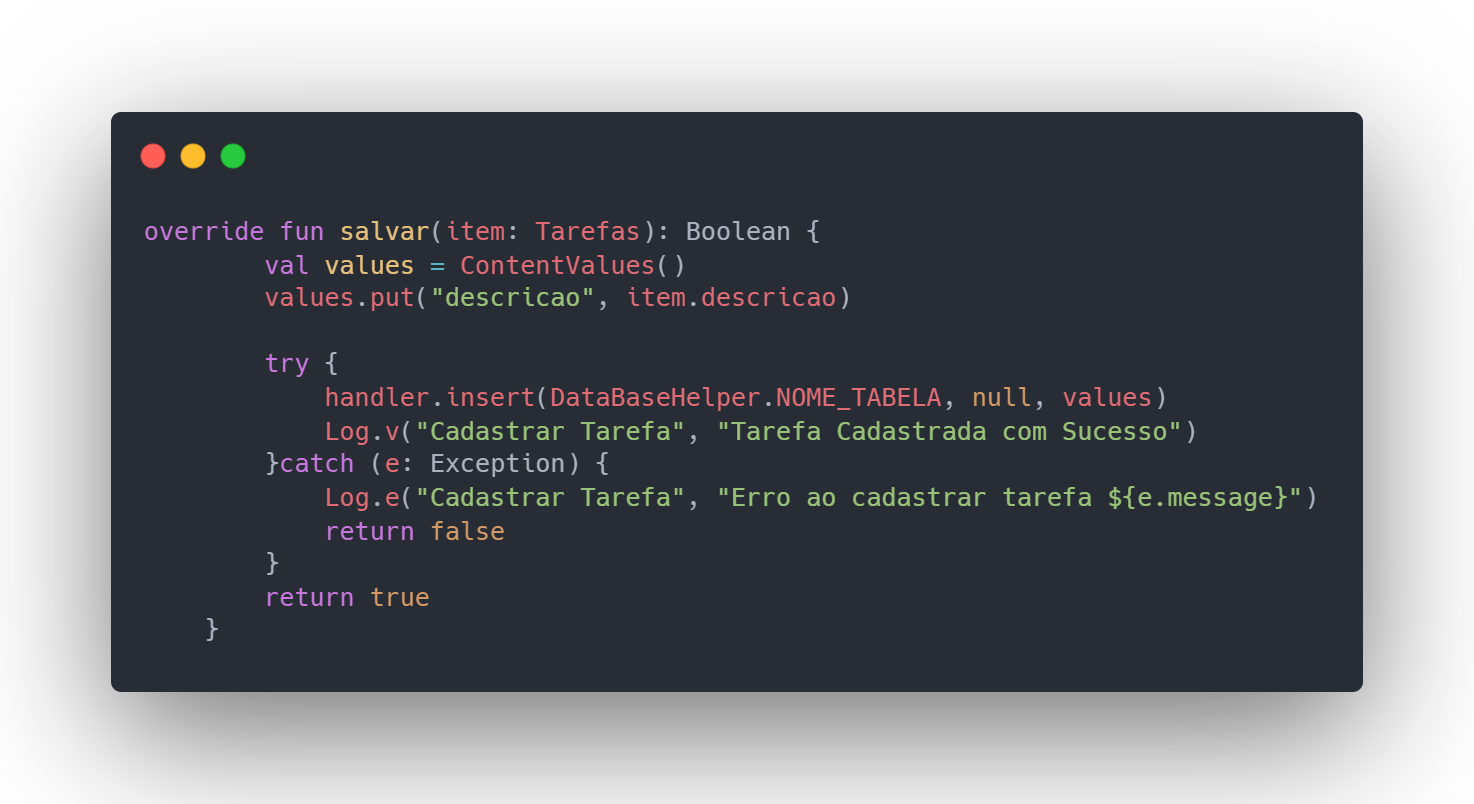 override fun salvar(item: Tarefas): Boolean {
        val values = ContentValues()
        values.put("descricao", item.descricao)

        try {
            handler.insert(DataBaseHelper.NOME_TABELA, null, values)
            Log.v("Cadastrar Tarefa", "Tarefa Cadastrada com Sucesso")
        }catch (e: Exception) {
            Log.e("Cadastrar Tarefa", "Erro ao cadastrar tarefa ${e.message}")
            return false
        }
        return true
    }